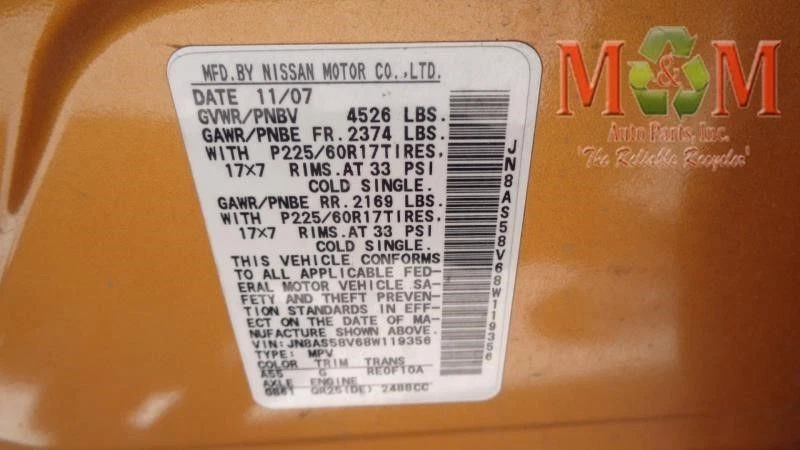 MFD.BY NISSAN MOTOR CO.,LTD.
DATE 11/07
GVWR/PNBV 4526 LBS.
GAWR/PNBE FR. 2374 LBS.
WITH P225/60R17TIRES,
17×7 RIMS.AT 33 PSI
COLD SINGLE.
GAWR/PNBE RR. 2169 LBS.
WITH P225/60R17TIRES,
17×7 RIMS.AT 33 PSI
COLD SINGLE.
THIS VEHICLE CONFORMS
TO ALL APPLICABLE FED-
ERAL MOTOR VEHICLE SA-
FETY AND THEFT PREVEN-
TION STANDARDS IN EFF-
ECT ON THE DATE OF MA-
NUFACTURE SHOWN ABOVE.
VIN:JN8AS58V68W119356
TYPE: MPV
COLOR TRIM TRANS
A55 G RE0F10A
AXLE ENGINE
QR25(DE) 2488CC
JN8AS58V68W119356
M&M
Auto Parts, Inc.
"The Reliable Recycler"